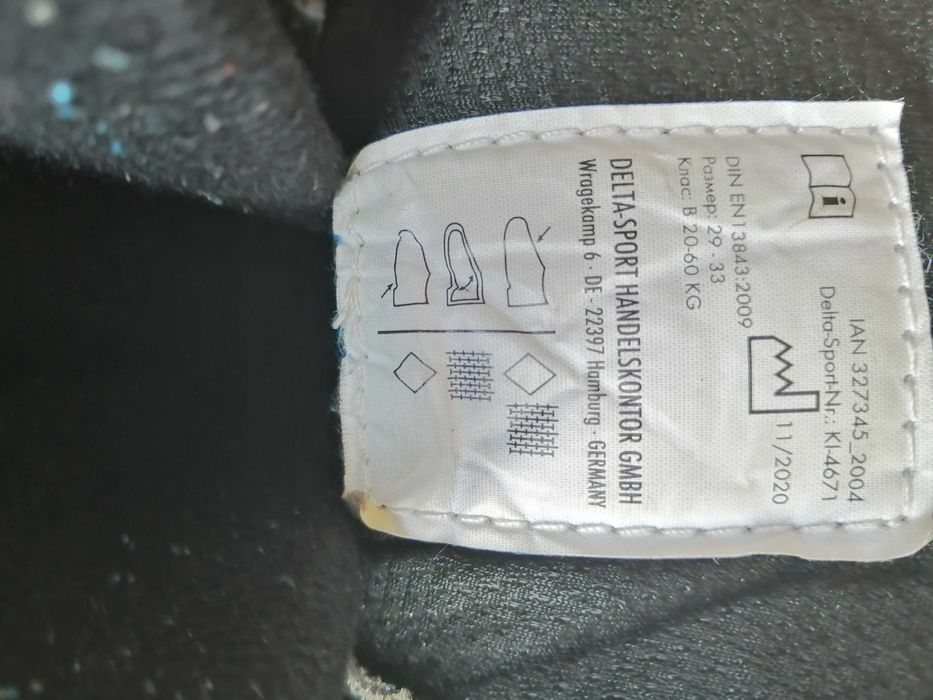 IAN 327345_2004
Delta-Sport-Nr.: KI-4671
11/2020
DIN EN 13843:2009
Размер: 29 - 33
Клас: B 20-60 KG
DELTA-SPORT HANDELSKONTOR GMBH
Wragekamp 6 · DE - 22397 Hamburg · GERMANY